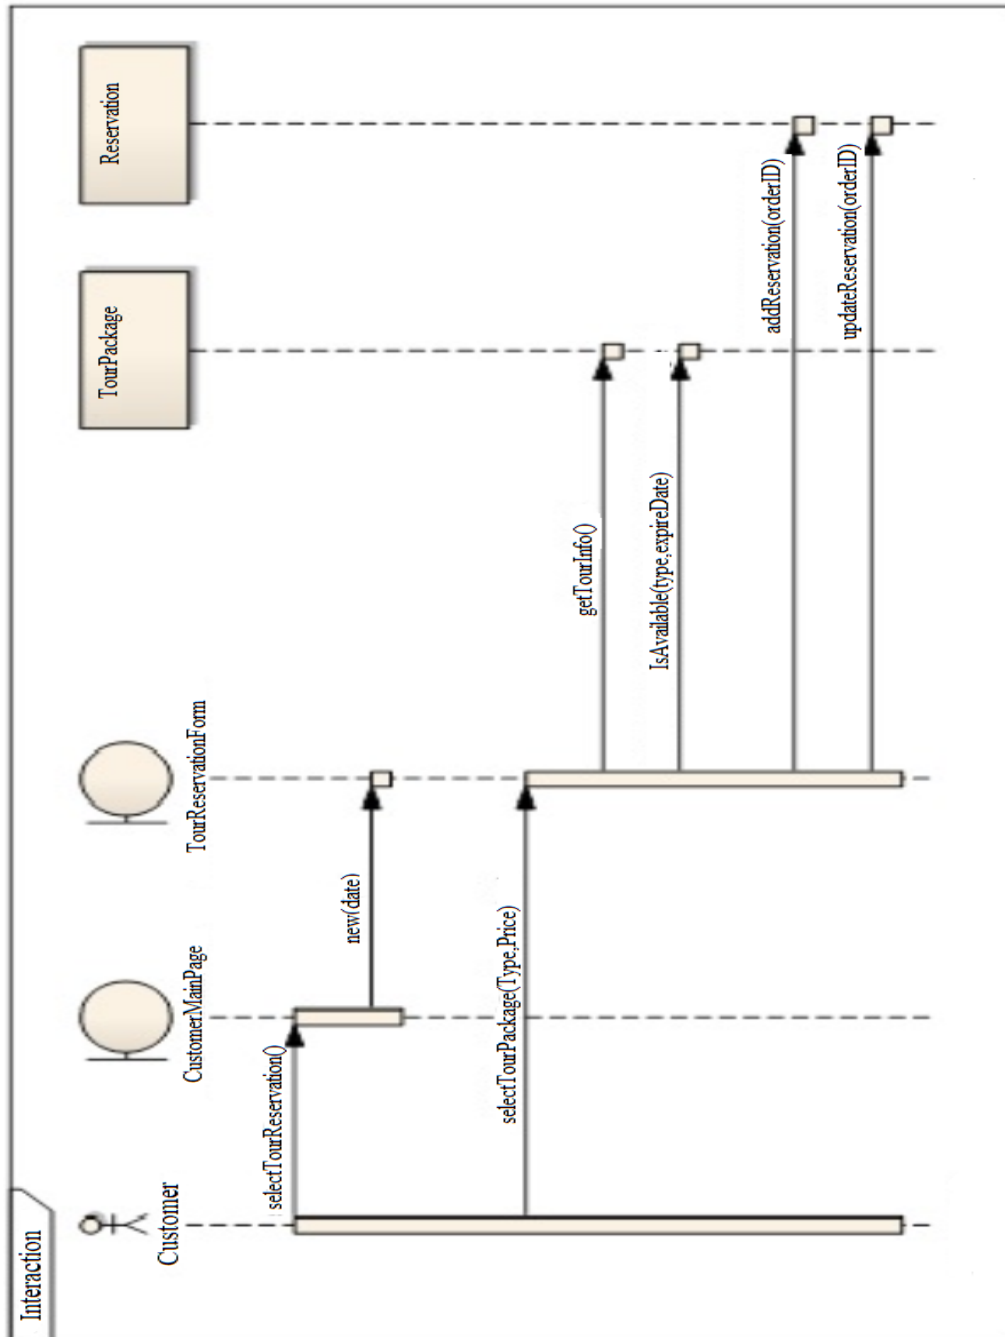 Interaction
Customer
CustomerMainPage
TourReservationForm
TourPackage
Reservation
selectTourReservation()
new(date)
selectTourPackage(Type,Price)
getTourInfo()
IsAvailable(type,expireDate)
addReservation(orderID)
updateReservation(orderID)